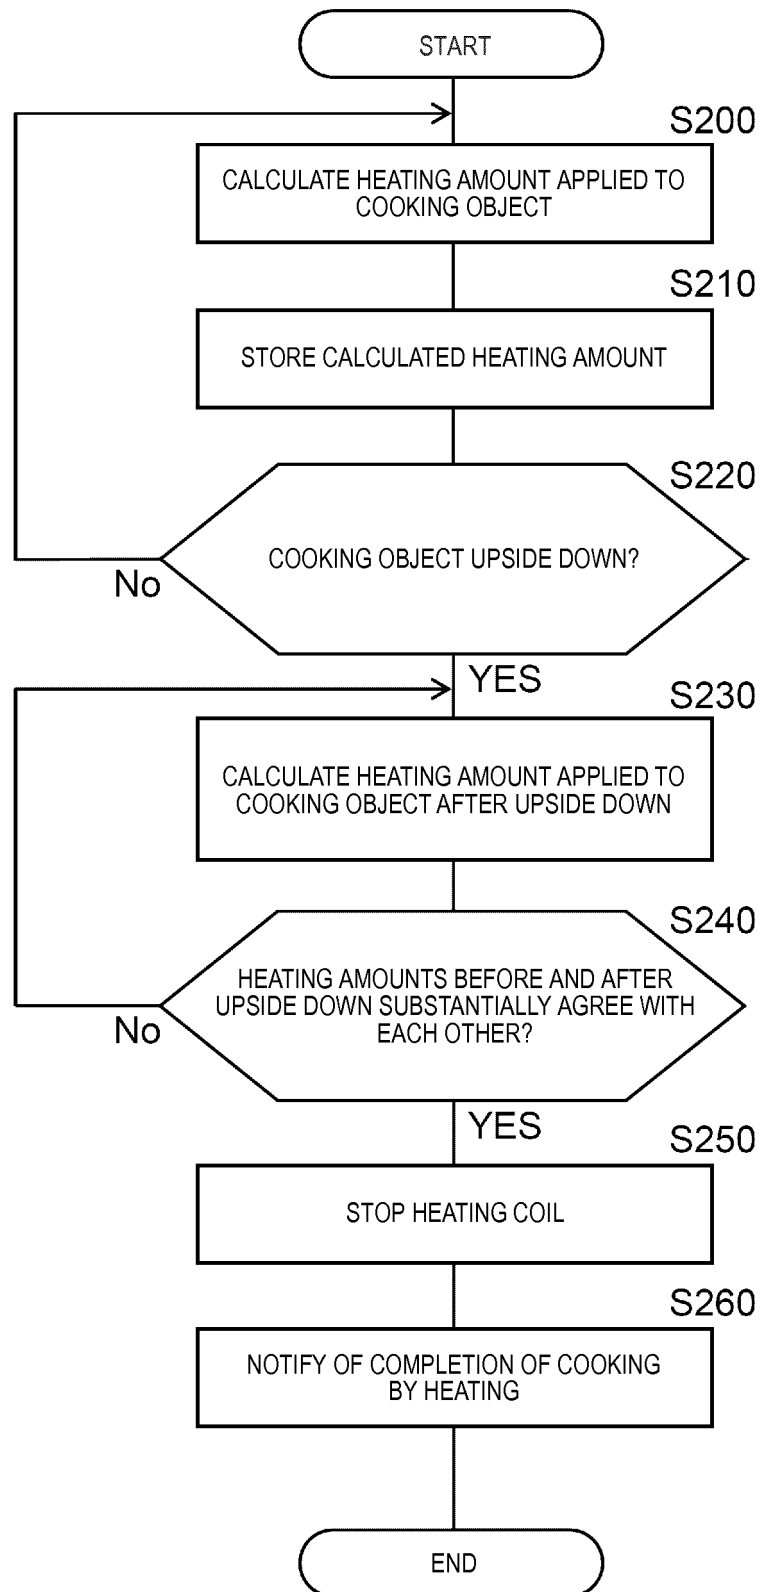 START
S200
CALCULATE HEATING AMOUNT APPLIED TO
COOKING OBJECT
S210
STORE CALCULATED HEATING AMOUNT
S220
COOKING OBJECT UPSIDE DOWN?
No
YES
S230
CALCULATE HEATING AMOUNT APPLIED TO
COOKING OBJECT AFTER UPSIDE DOWN
S240
HEATING AMOUNTS BEFORE AND AFTER
UPSIDE DOWN SUBSTANTIALLY AGREE WITH
EACH OTHER?
No
YES
S250
STOP HEATING COIL
S260
NOTIFY OF COMPLETION OF COOKING
BY HEATING
END